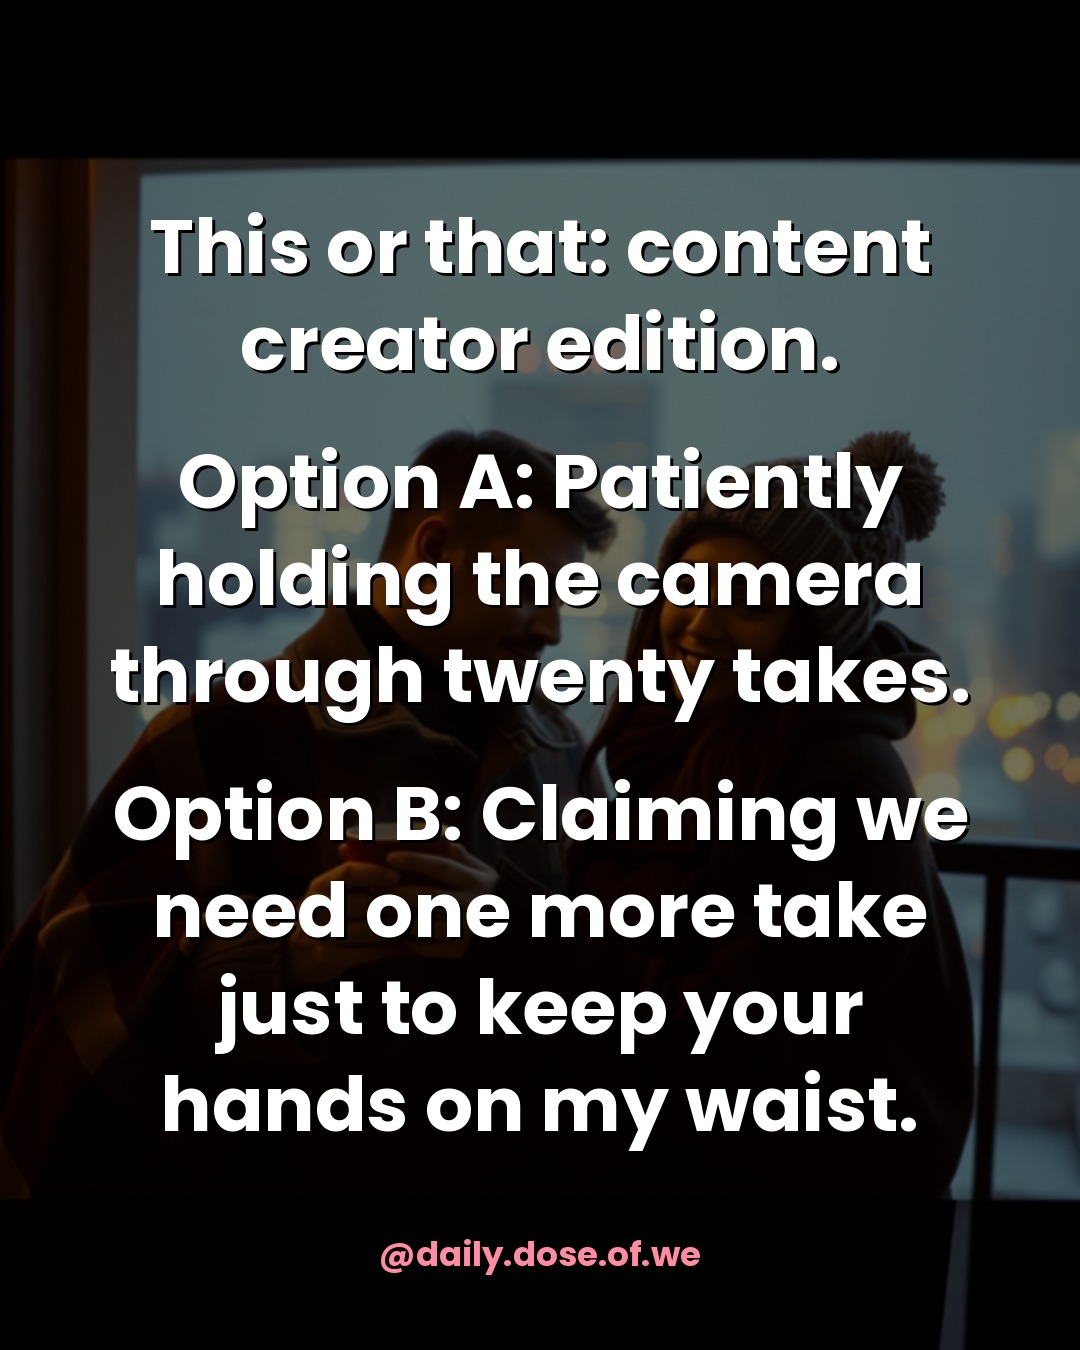 This or that: content
creator edition.
Option A: Patiently
holding the camera
through twenty takes.
Option B: Claiming we
need one more take
just to keep your
hands on my waist.
@daily.dose.of.we